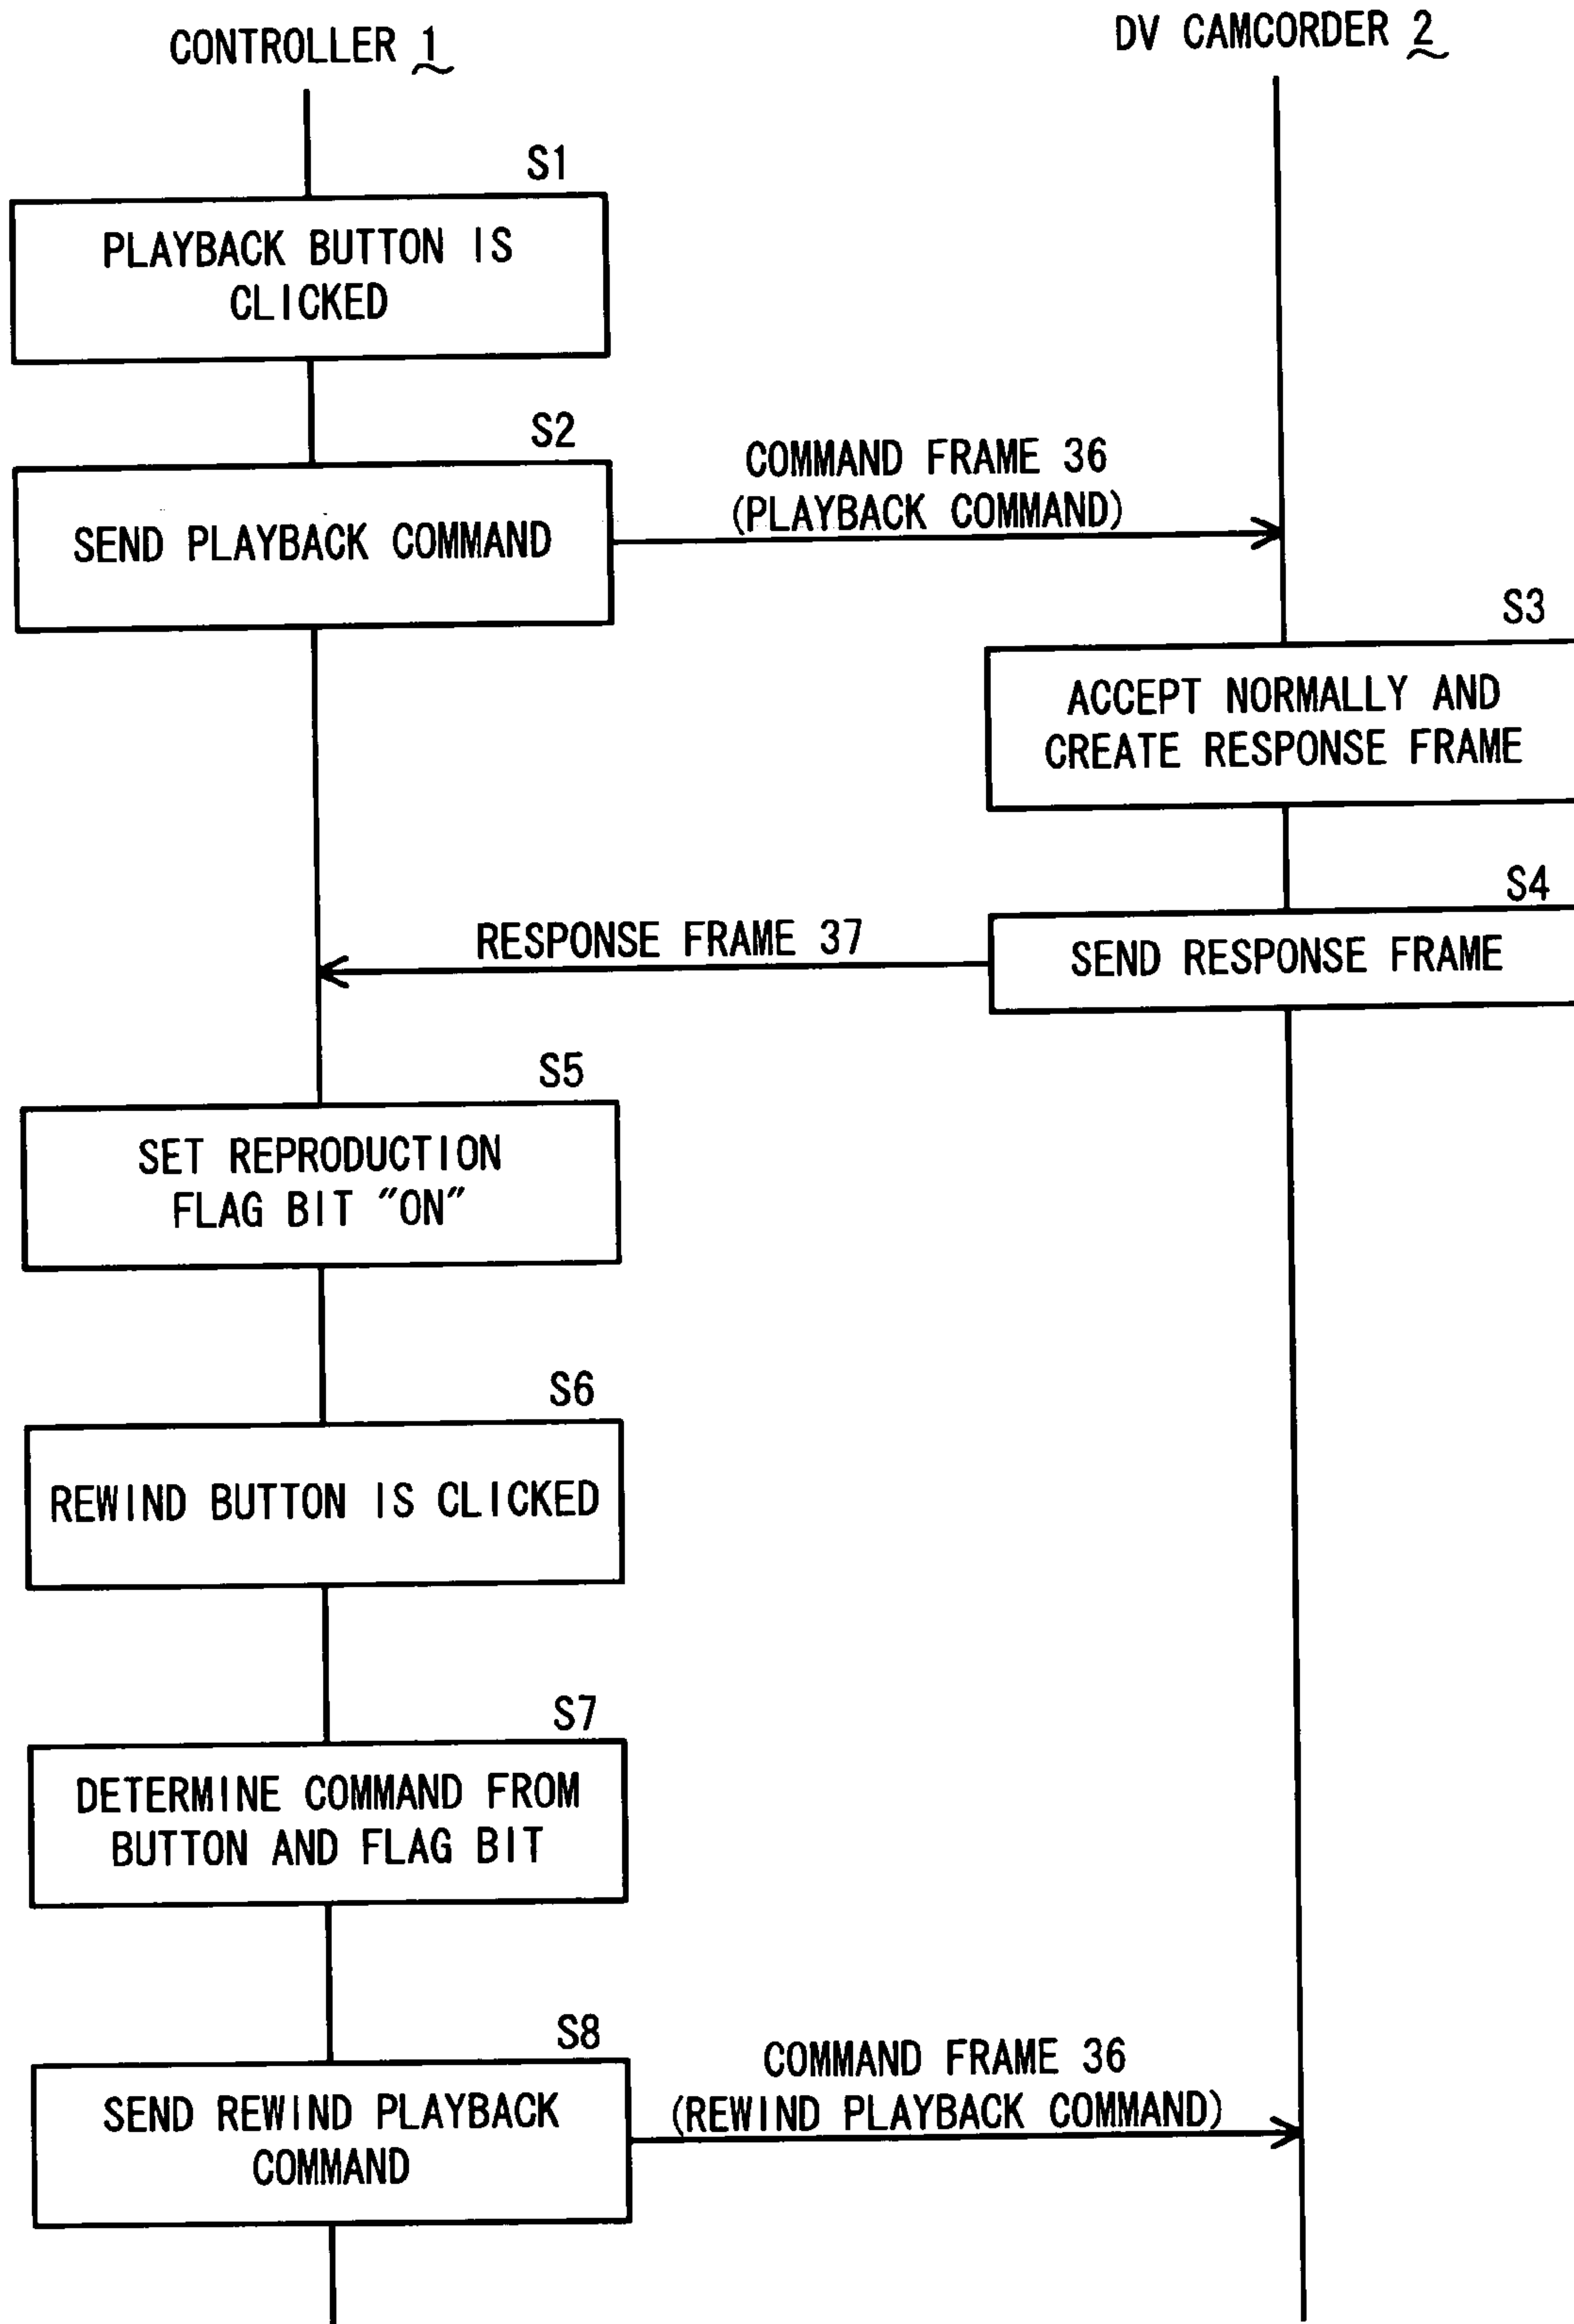 CONTROLLER 1
DV CAMCORDER 2
S1
PLAYBACK BUTTON IS
CLICKED
S2
COMMAND FRAME 36
(PLAYBACK COMMAND)
SEND PLAYBACK COMMAND
S3
ACCEPT NORMALLY AND
CREATE RESPONSE FRAME
S4
RESPONSE FRAME 37
SEND RESPONSE FRAME
S5
SET REPRODUCTION
FLAG BIT "ON"
S6
REWIND BUTTON IS CLICKED
S7
DETERMINE COMMAND FROM
BUTTON AND FLAG BIT
S8
COMMAND FRAME 36
(REWIND PLAYBACK COMMAND)
SEND REWIND PLAYBACK
COMMAND